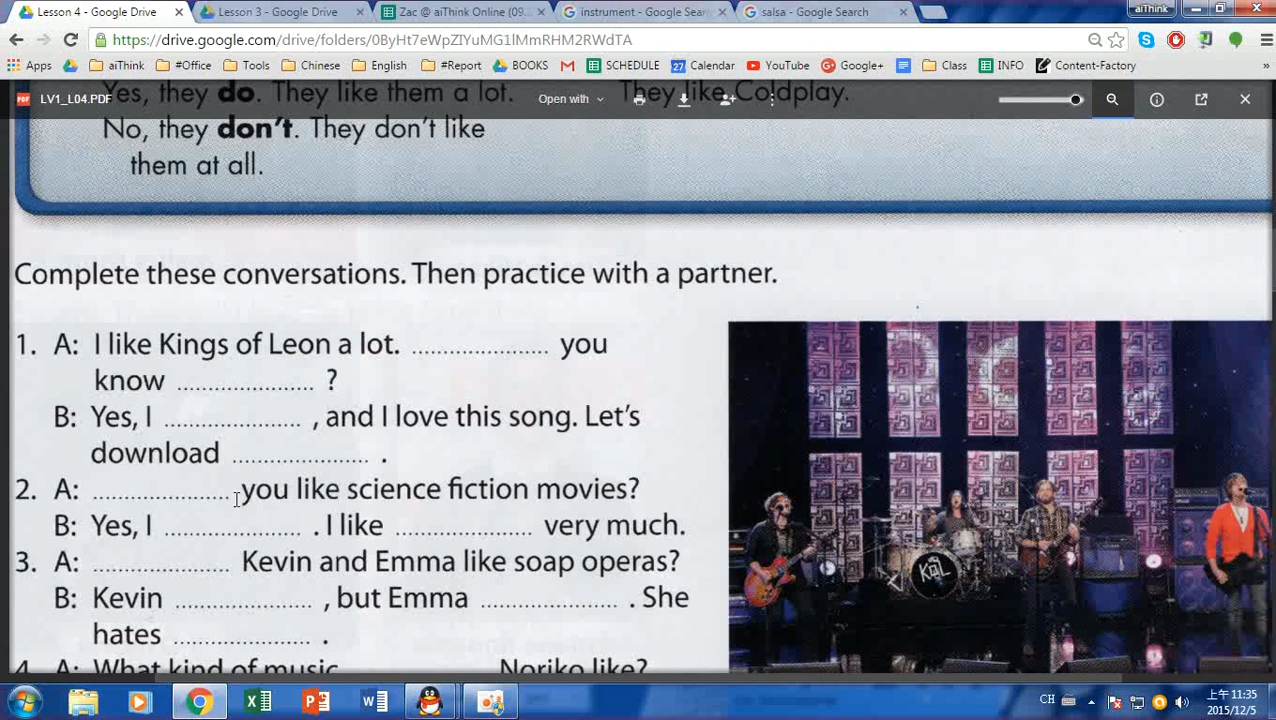 Lesson 4 - Google Drive
Lesson 3 - Google Drive
Zac @ aiThink Online (09.
instrument. - Google Sear
salsa - Google Search
aiThink
https://drive.google.com/drive/folders/0ByHt7eWpZIYuMG1lMmRHM2RWdTA
Apps
aiThink
#Office
Tools
Chinese
English
#Report
BOOKS
SCHEDULE
27 Calendar
YouTube
Google+
Class
INFO
Content-Factory
»
PDF LV1_L04.PDF
Open with
Yes, they do. They like them a lot.
They like Coldplay.
No, they don't. They don't like
them at all.
Complete these conversations. Then practice with a partner.
1. A: I like Kings of Leon a lot. ...................... you
know ...................... ?
B: Yes, I ...................... , and I love this song. Let's
download ...................... .
2. A: ...................... you like science fiction movies?
B: Yes, I ...................... . I like ...................... very much.
3. A: ...................... Kevin and Emma like soap operas?
B: Kevin ...................... , but Emma ...................... . She
hates ...................... .
4. A: What kind of music Noriko like?
KOL
CH
上午 11:35
2015/12/5